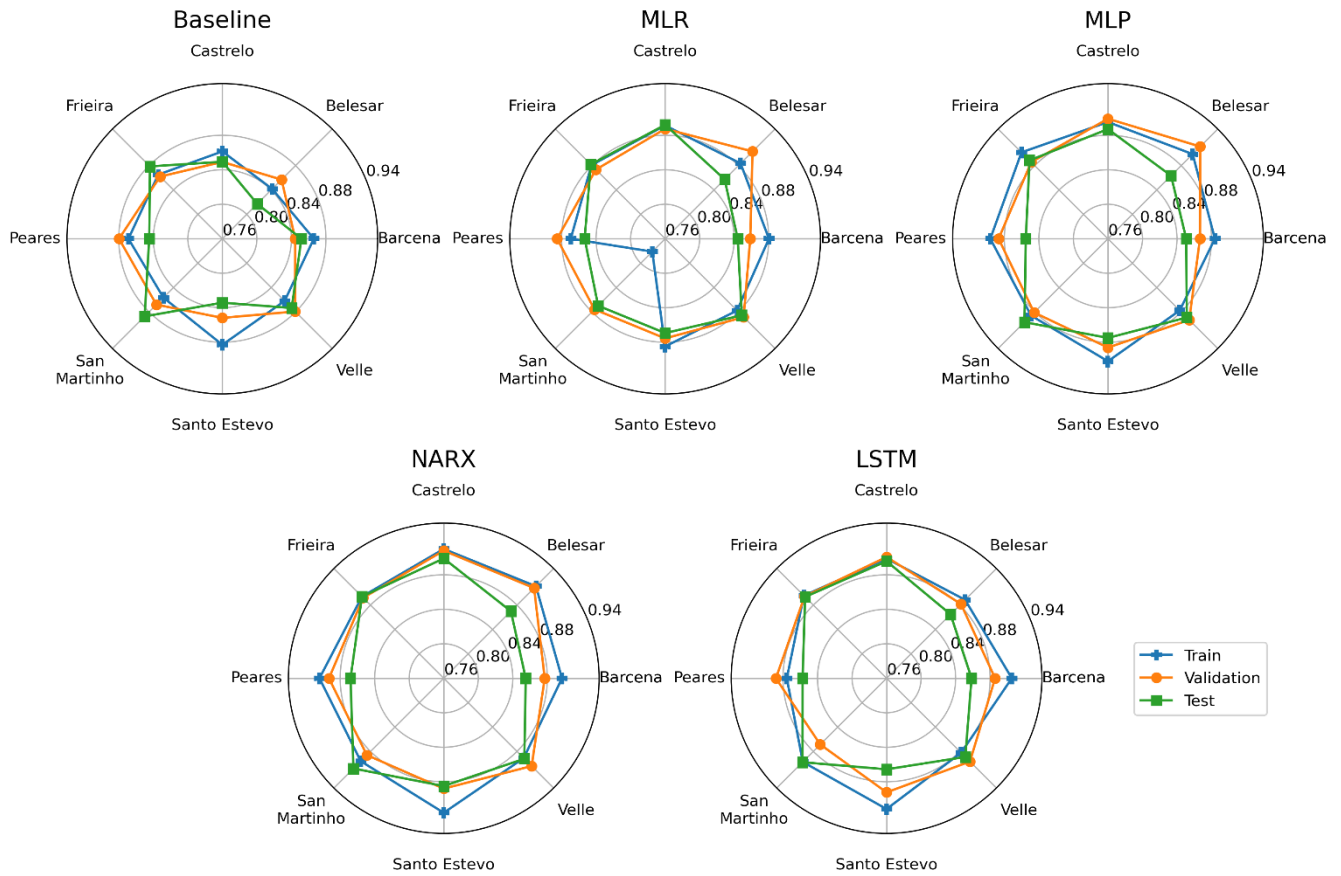 Baseline
Castrelo
Frieira
Belesar
0.94
0.88
0.84
0.80
0.76
Peares
Barcena
San
Martinho
Velle
Santo Estevo
MLR
Castrelo
Frieira
Belesar
0.94
0.88
0.84
0.80
0.76
Peares
Barcena
San
Martinho
Velle
Santo Estevo
MLP
Castrelo
Frieira
Belesar
0.94
0.88
0.84
0.80
0.76
Peares
Barcena
San
Martinho
Velle
Santo Estevo
NARX
Castrelo
Frieira
Belesar
0.94
0.88
0.84
0.80
0.76
Peares
Barcena
San
Martinho
Velle
Santo Estevo
LSTM
Castrelo
Frieira
Belesar
0.94
0.88
0.84
0.80
0.76
Peares
Barcena
San
Martinho
Velle
Santo Estevo
Train
Validation
Test